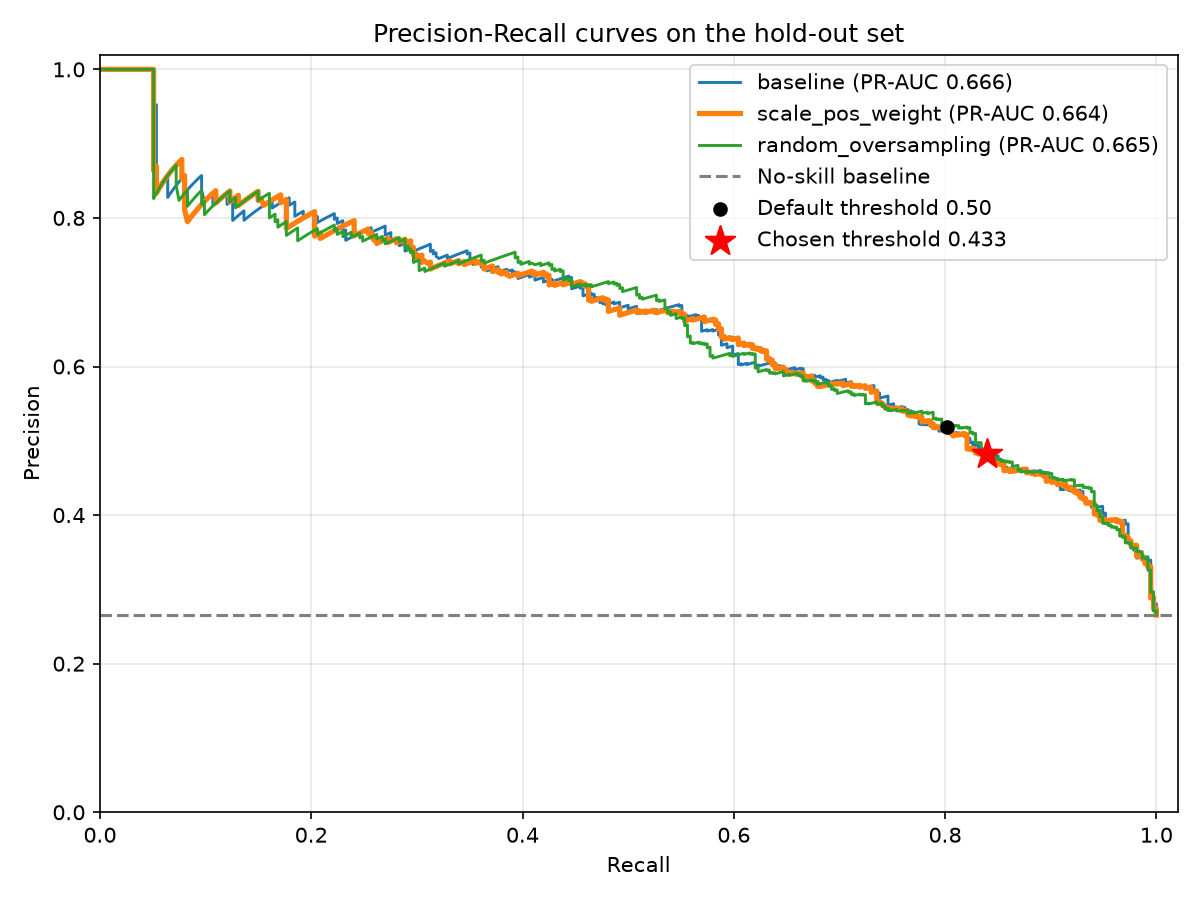 Precision-Recall curves on the hold-out set
baseline (PR-AUC 0.666)
scale_pos_weight (PR-AUC 0.664)
random_oversampling (PR-AUC 0.665)
No-skill baseline
Default threshold 0.50
Chosen threshold 0.433
Precision
1.0
0.8
0.6
0.4
0.2
0.0
0.0 0.2 0.4 0.6 0.8 1.0
Recall